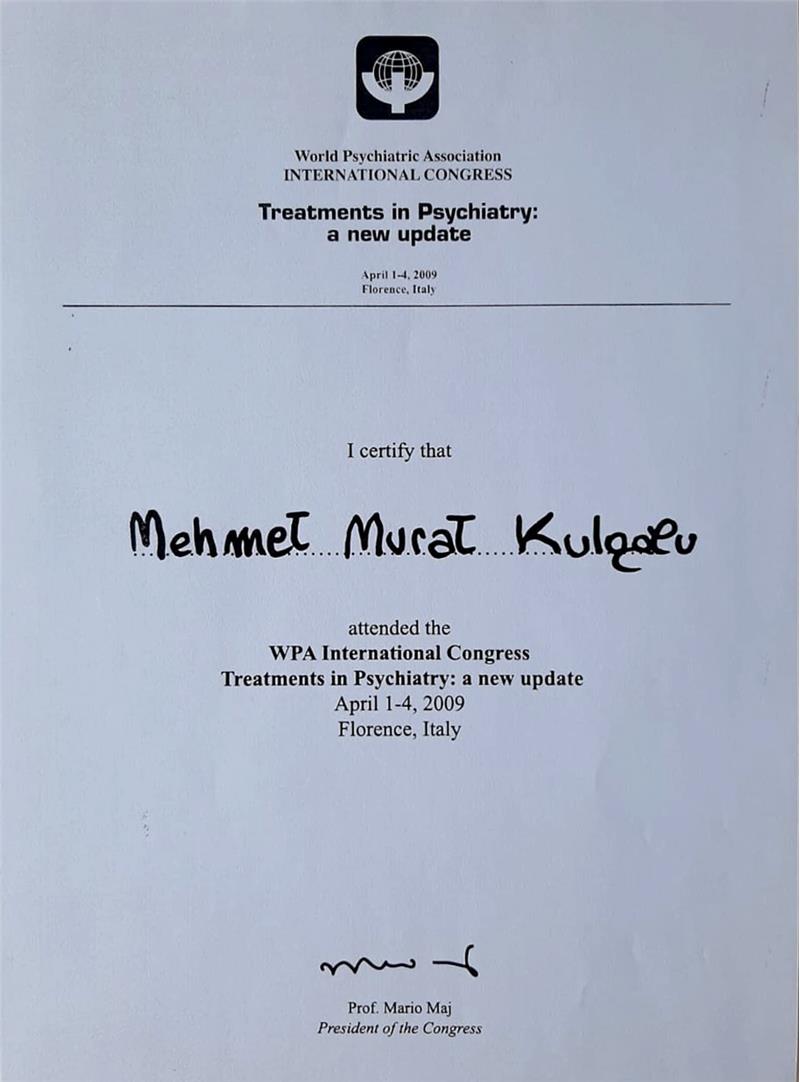 World Psychiatric Association
INTERNATIONAL CONGRESS
Treatments in Psychiatry:
a new update
April 1-4, 2009
Florence, Italy
I certify that
Mehmet Murat
attended the
WPA International Congress
Treatments in Psychiatry: a new update
April 1-4, 2009
Florence, Italy
Prof. Mario Maj
President of the Congress